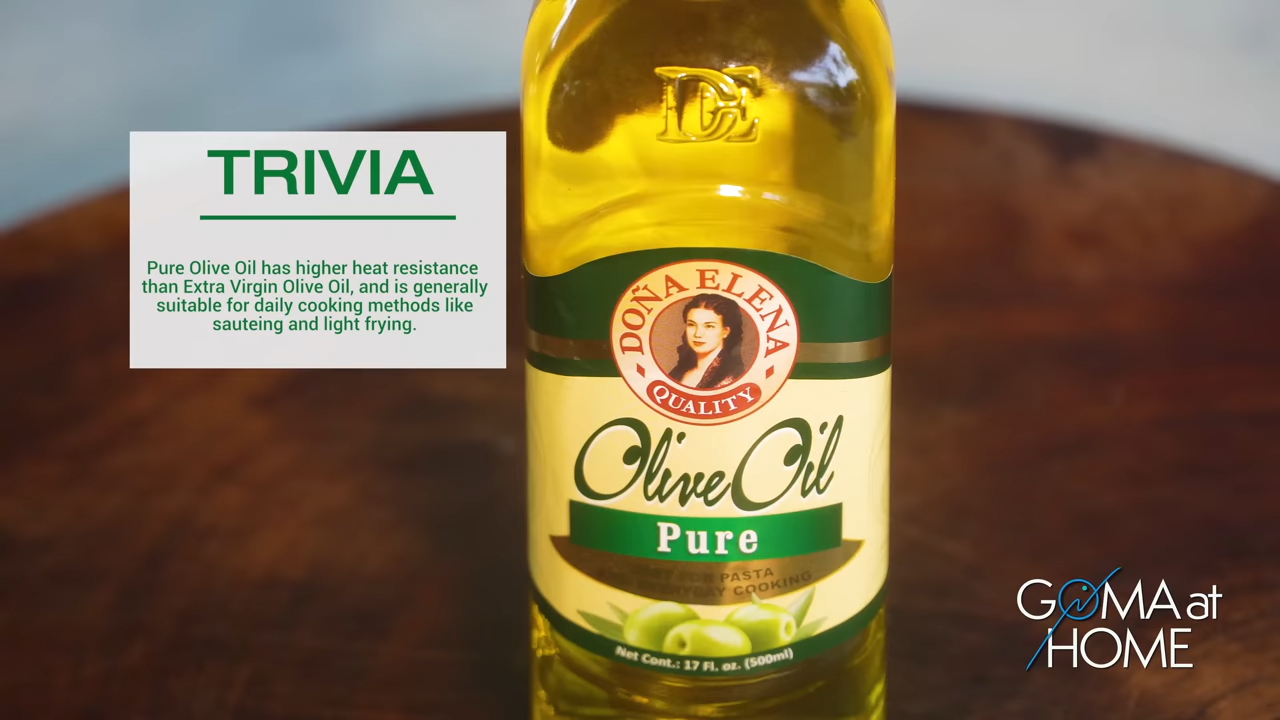 TRIVIA
Pure Olive Oil has higher heat resistance
than Extra Virgin Olive Oil, and is generally
suitable for daily cooking methods like
sauteing and light frying.
DE
DOÑA ELENA
QUALITY
Olive Oil
Pure
FOR PASTA
COOKING
Net Cont.: 17 Fl. oz. (500ml)
GOMA at
HOME